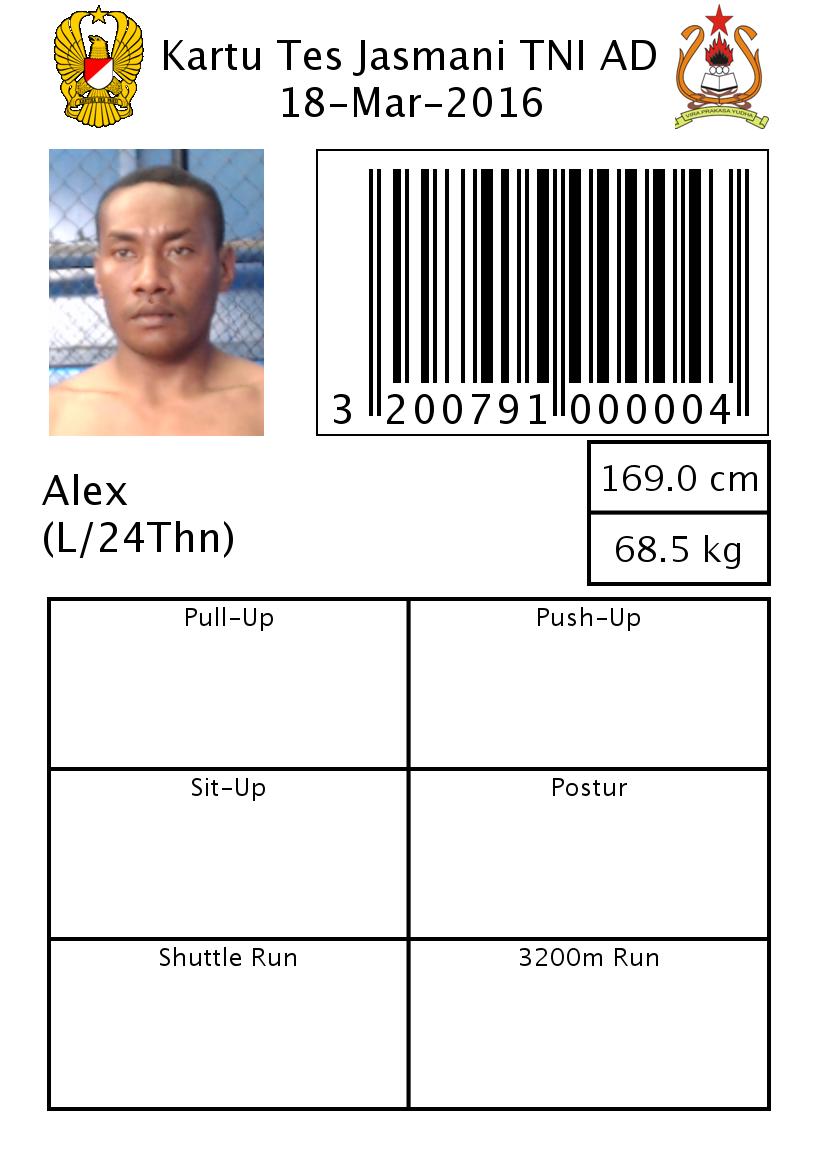 Kartu Tes Jasmani TNI AD
18-Mar-2016
VIRA PRAKASA YUDHA
3 200791 000004
Alex
(L/24Thn)
169.0 cm
68.5 kg
Pull-Up
Push-Up
Sit-Up
Postur
Shuttle Run
3200m Run